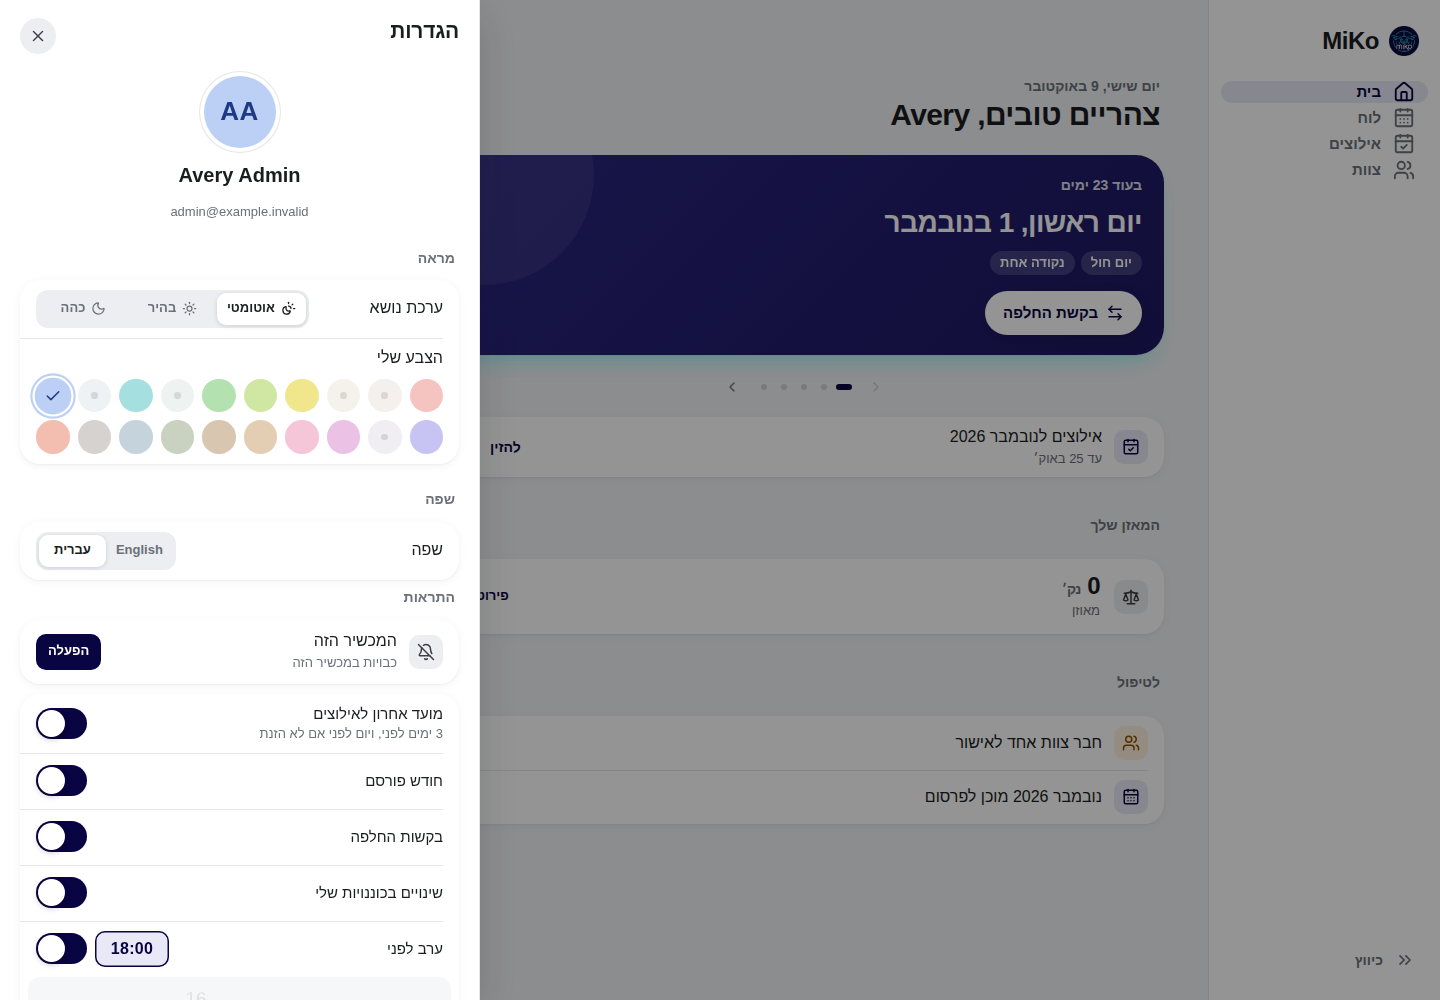 MiKo
בית
לוח
אילוצים
צוות
כיווץ
יום שישי, 9 באוקטובר
צהריים טובים, Avery
בעוד 23 ימים
יום ראשון, 1 בנובמבר
יום חול
נקודה אחת
בקשת החלפה
אילוצים לנובמבר 2026
עד 25 באוק׳
להזין
המאזן שלך
0 נק׳
מאוזן
לטיפול
חבר צוות אחד לאישור
נובמבר 2026 מוכן לפרסום
הגדרות
AA
Avery Admin
admin@example.invalid
מראה
ערכת נושא
אוטומטי
בהיר
כהה
הצבע שלי
שפה
שפה
English
עברית
התראות
המכשיר הזה
כבויות במכשיר הזה
הפעלה
מועד אחרון לאילוצים
3 ימים לפני, ויום לפני אם לא הזנת
חודש פורסם
בקשות החלפה
שינויים בכוננויות שלי
ערב לפני
18:00
16